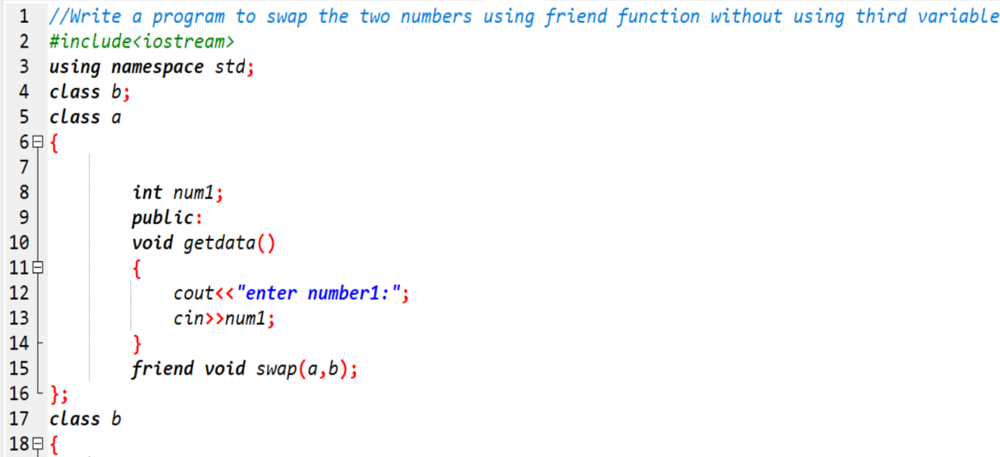 1 //Write a program to swap the two numbers using friend function without using third variable
2 #include<iostream>
3 using namespace std;
4 class b;
5 class a
6 {
7
8 int num1;
9 public:
10 void getdata()
11 {
12 cout<<"enter number1:";
13 cin>>num1;
14 }
15 friend void swap(a,b);
16 };
17 class b
18 {